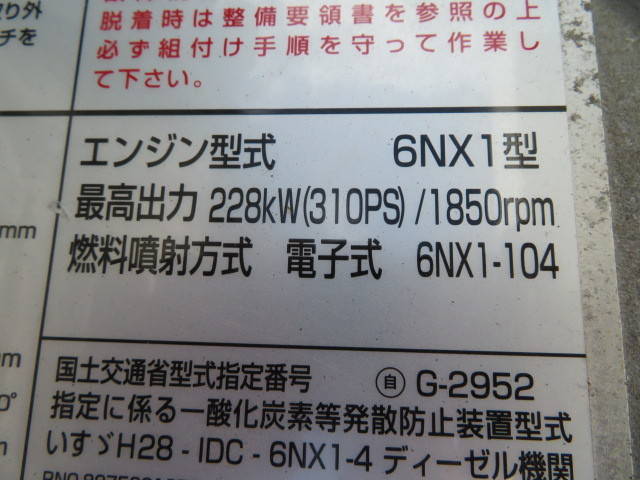 り外
チを
脱着時は整備要領書を参照の上
必ず組付け手順を守って作業し
て下さい。
エンジン型式 6NX1型
最高出力 228kW(310PS)/1850rpm
mm
燃料噴射方式 電子式 6NX1-104
国土交通省型式指定番号 自 G-2952
指定に係る一酸化炭素等発散防止装置型式
いすゞH28-IDC-6NX1-4 ディーゼル機関